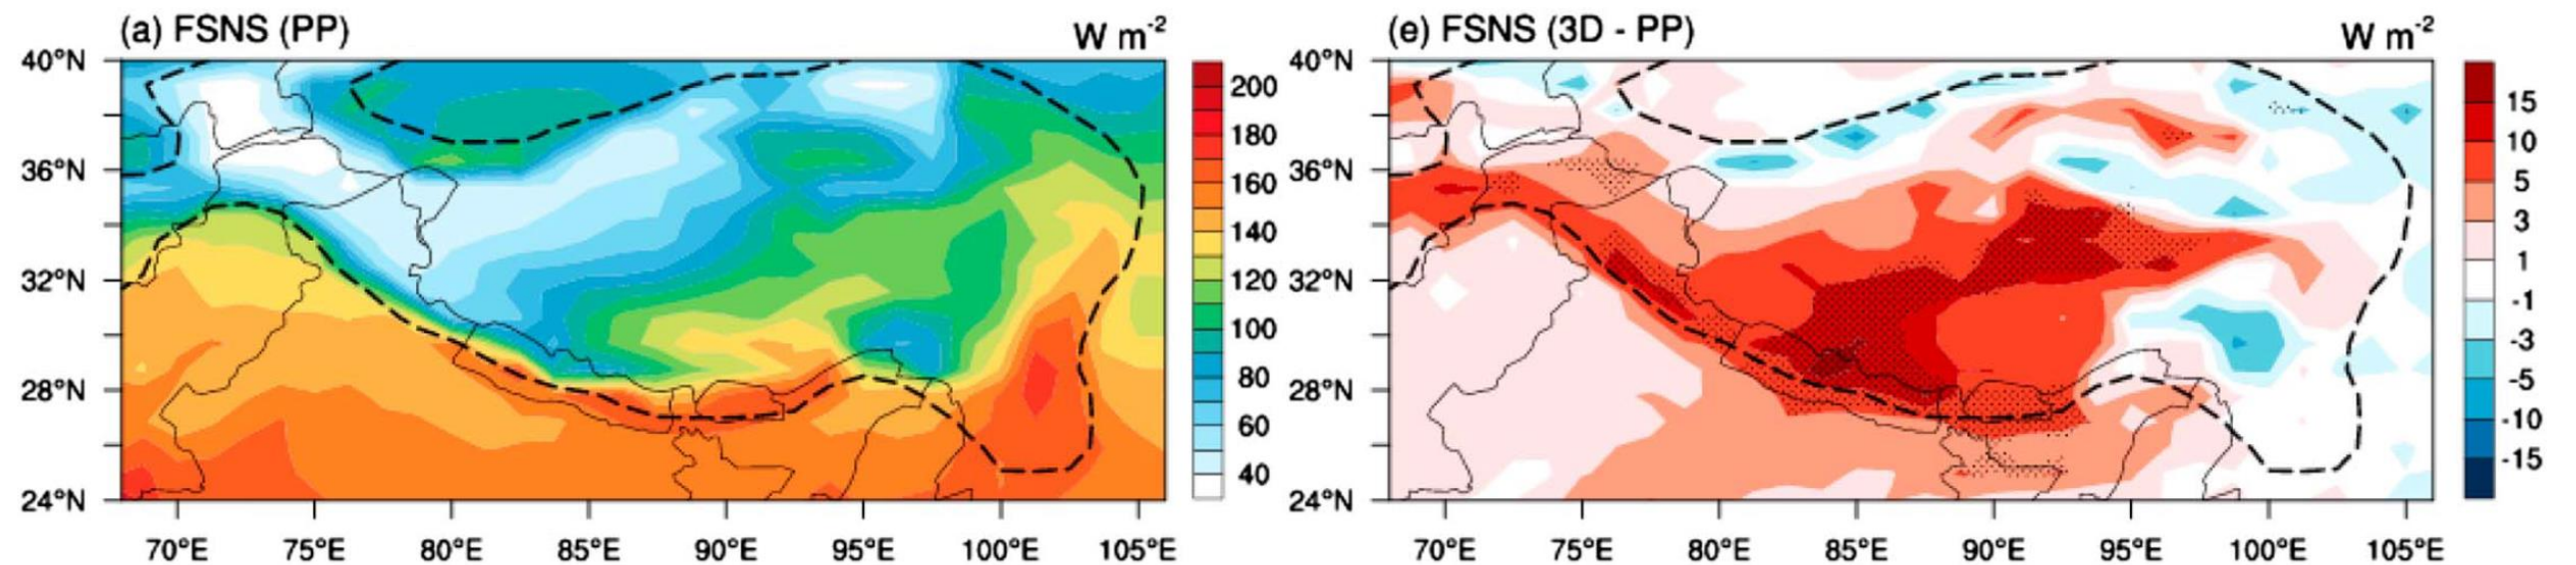 (a) FSNS (PP)
W m-2
40°N
36°N
32°N
28°N
24°N
70°E 75°E 80°E 85°E 90°E 95°E 100°E 105°E
200
180
160
140
120
100
80
60
40
(e) FSNS (3D - PP)
W m-2
40°N
36°N
32°N
28°N
24°N
70°E 75°E 80°E 85°E 90°E 95°E 100°E 105°E
15
10
5
3
1
-1
-3
-5
-10
-15